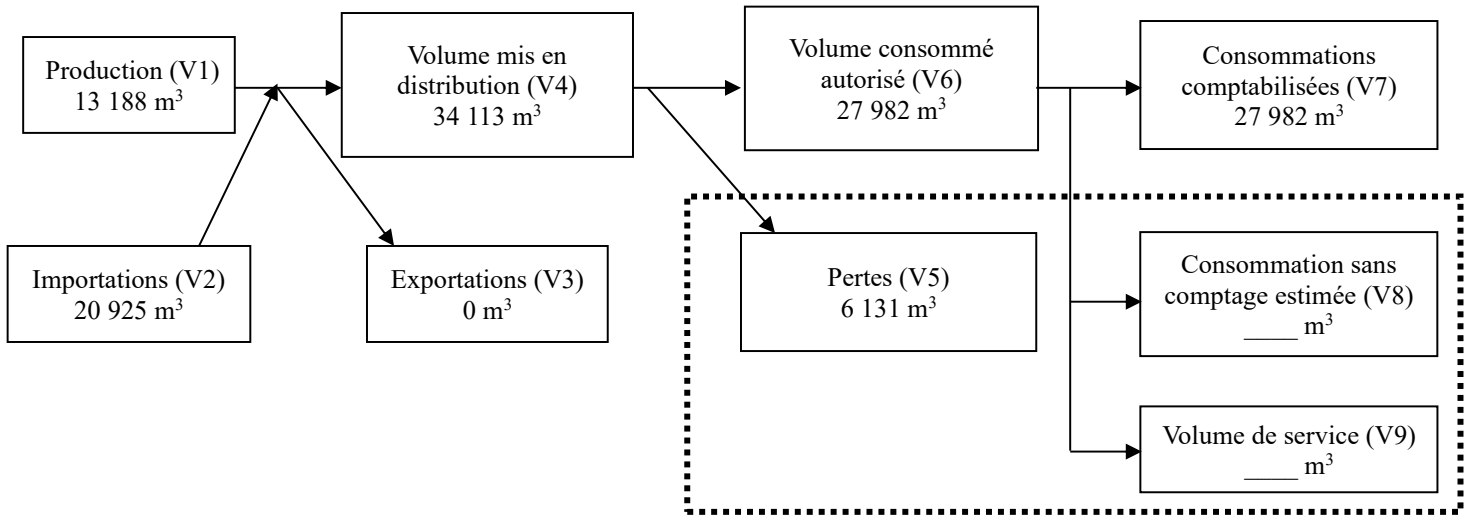 Production (V1)
13 188 m³
Volume mis en
distribution (V4)
34 113 m³
Volume consommé
autorisé (V6)
27 982 m³
Consommations
comptabilisées (V7)
27 982 m³
Importations (V2)
20 925 m³
Exportations (V3)
0 m³
Pertes (V5)
6 131 m³
Consommation sans
comptage estimée (V8)
____ m³
Volume de service (V9)
____ m³